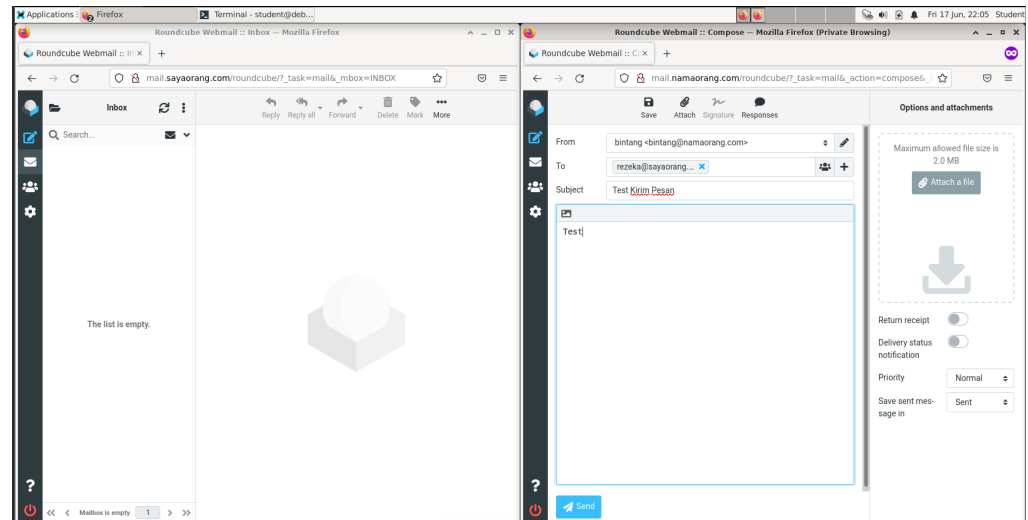 Applications : Firefox Terminal - student@deb... Fri 17 Jun, 22:05 Student
Roundcube Webmail :: Inbox — Mozilla Firefox
Roundcube Webmail :: In
mail.sayaorang.com/roundcube/?_task=mail&_mbox=INBOX
Inbox
Reply Reply all Forward Delete Mark More
Search...
The list is empty.
Mailbox is empty 1
Roundcube Webmail :: Compose — Mozilla Firefox (Private Browsing)
Roundcube Webmail :: C
mail.namaorang.com/roundcube/?_task=mail&_action=compose&_
Save Attach Signature Responses
From bintang <bintang@namaorang.com>
To rezeka@sayaorang....
Subject Test Kirim Pesan
Test
Send
Options and attachments
Maximum allowed file size is
2.0 MB
Attach a file
Return receipt
Delivery status
notification
Priority Normal
Save sent mes-
sage in Sent